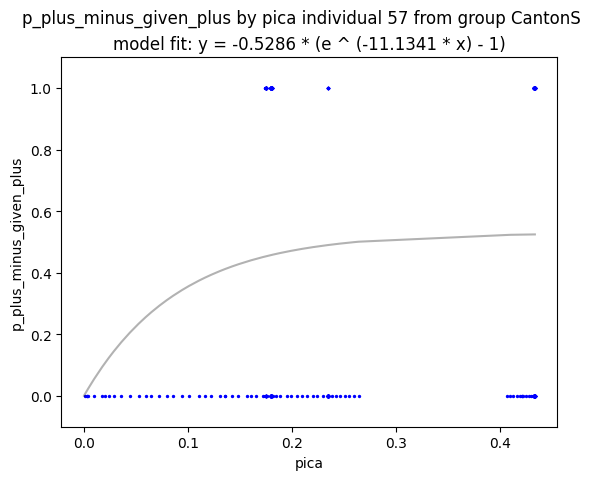 p_plus_minus_given_plus by pica individual 57 from group CantonS
model fit: y = -0.5286 * (e ^ (-11.1341 * x) - 1)
1.0
0.8
0.6
0.4
0.2
0.0
p_plus_minus_given_plus
0.0 0.1 0.2 0.3 0.4
pica